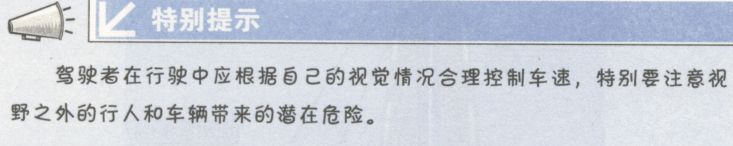 特别提示
驾驶者在行驶中应根据自己的视觉情况合理控制车速，特别要注意视
野之外的行人和车辆带来的潜在危险。